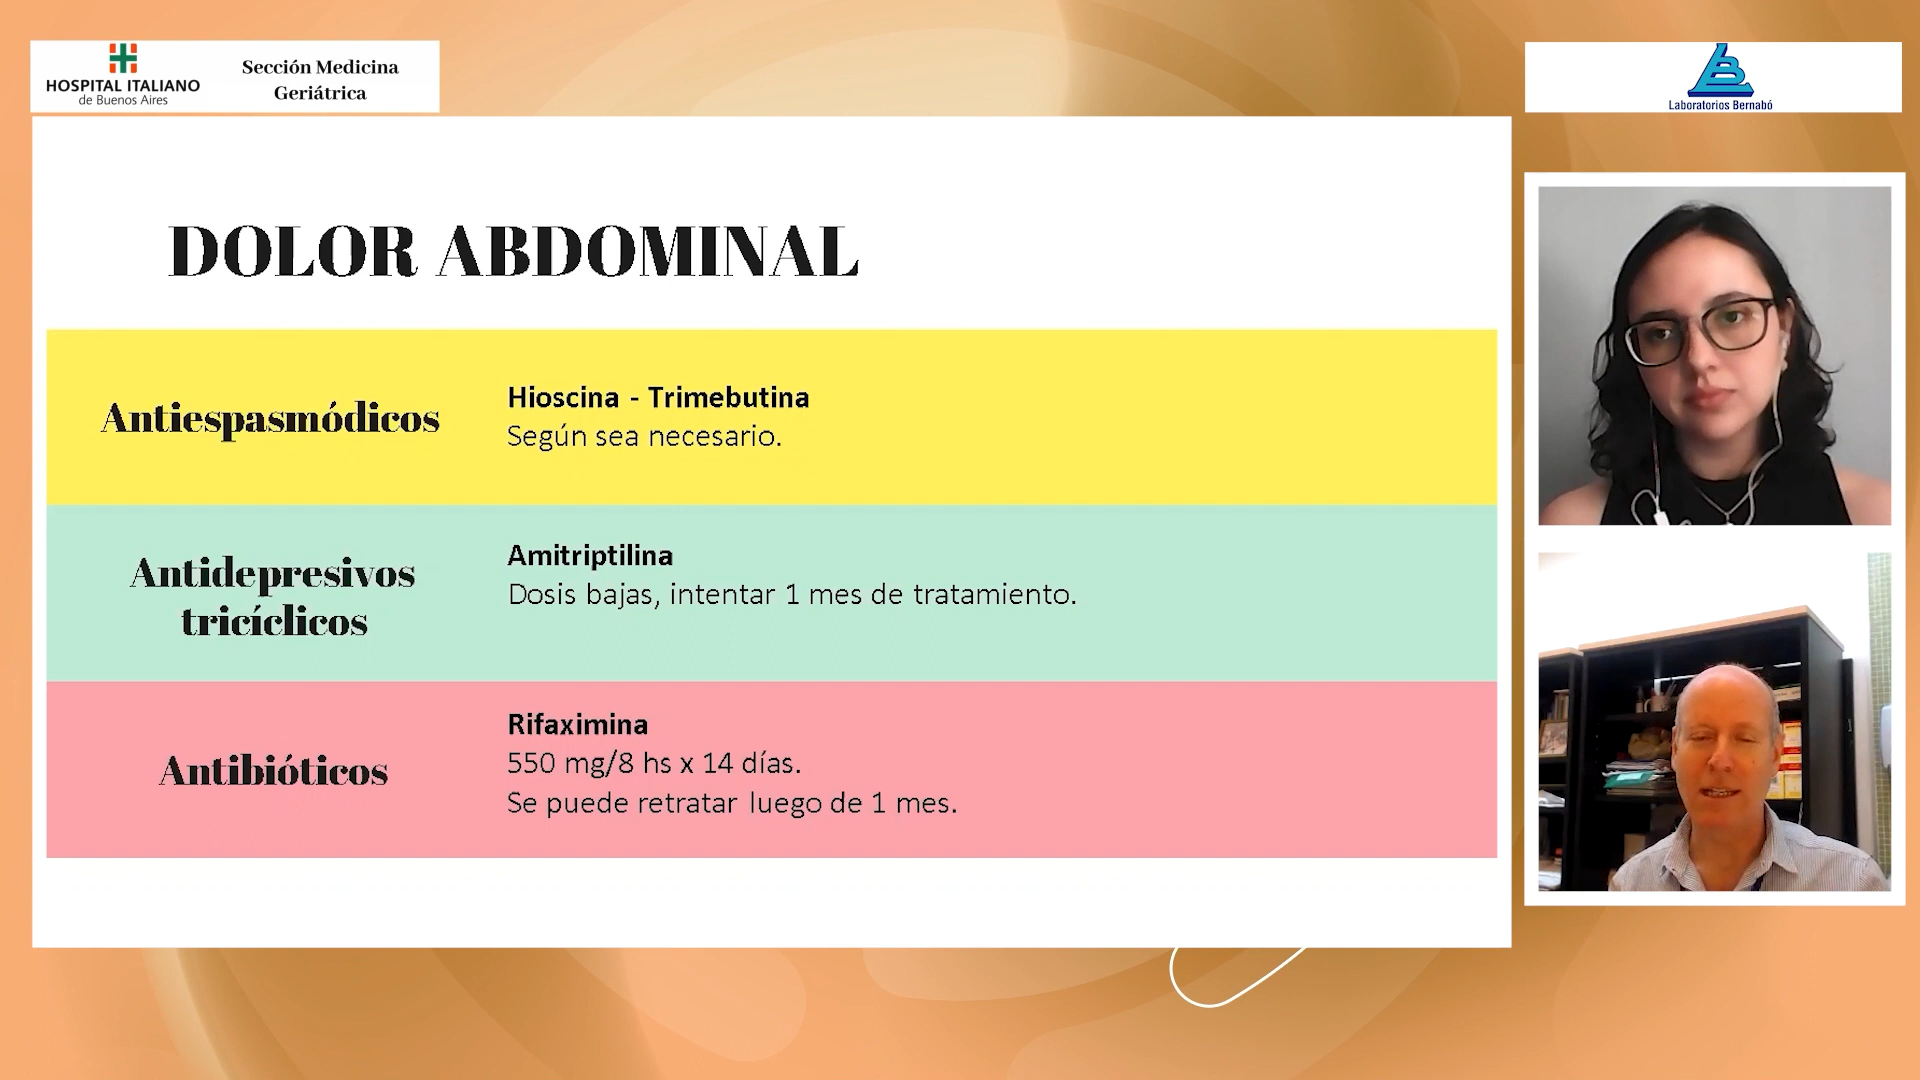 HOSPITAL ITALIANO
de Buenos Aires
Sección Medicina
Geriátrica
Laboratorios Bernabó
DOLOR ABDOMINAL
Antiespasmódicos
Hioscina - Trimebutina
Según sea necesario.
Antidepresivos
tricíclicos
Amitriptilina
Dosis bajas, intentar 1 mes de tratamiento.
Antibióticos
Rifaximina
550 mg/8 hs x 14 días.
Se puede retratar luego de 1 mes.